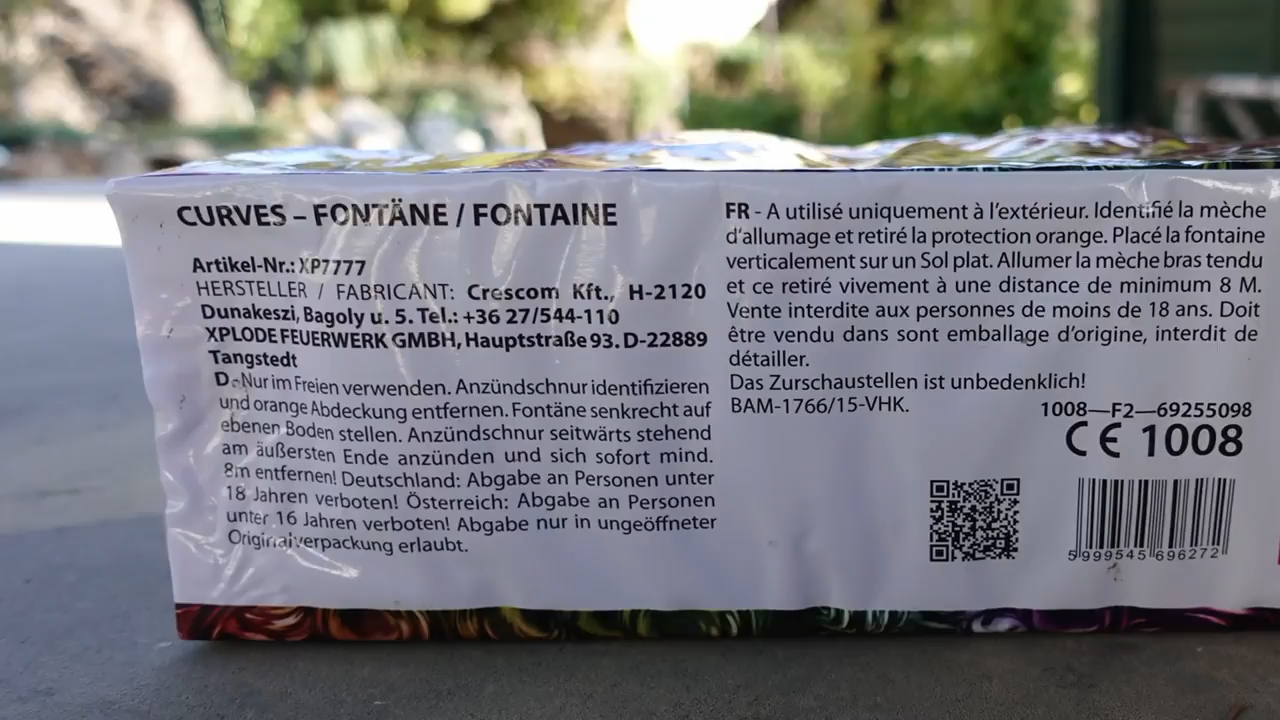 CURVES – FONTÄNE / FONTAINE
Artikel-Nr.: XP7777
HERSTELLER / FABRICANT: Crescom Kft., H-2120
Dunakeszi, Bagoly u. 5. Tel.: +36 27/544-110
XPLODE FEUERWERK GMBH, Hauptstraße 93. D-22889
Tangstedt
D - Nur im Freien verwenden. Anzündschnur identifizieren
und orange Abdeckung entfernen. Fontäne senkrecht auf
ebenen Boden stellen. Anzündschnur seitwärts stehend
am äußersten Ende anzünden und sich sofort mind.
8m entfernen! Deutschland: Abgabe an Personen unter
18 Jahren verboten! Österreich: Abgabe an Personen
unter 16 Jahren verboten! Abgabe nur in ungeöffneter
Originalverpackung erlaubt.
FR - A utilisé uniquement à l'extérieur. Identifié la mèche
d'allumage et retiré la protection orange. Placé la fontaine
verticalement sur un Sol plat. Allumer la mèche bras tendu
et ce retiré vivement à une distance de minimum 8 M.
Vente interdite aux personnes de moins de 18 ans. Doit
être vendu dans sont emballage d'origine, interdit de
détailler.
Das Zurschaustellen ist unbedenklich!
BAM-1766/15-VHK.
1008—F2—69255098
CE 1008
5 999545 696272